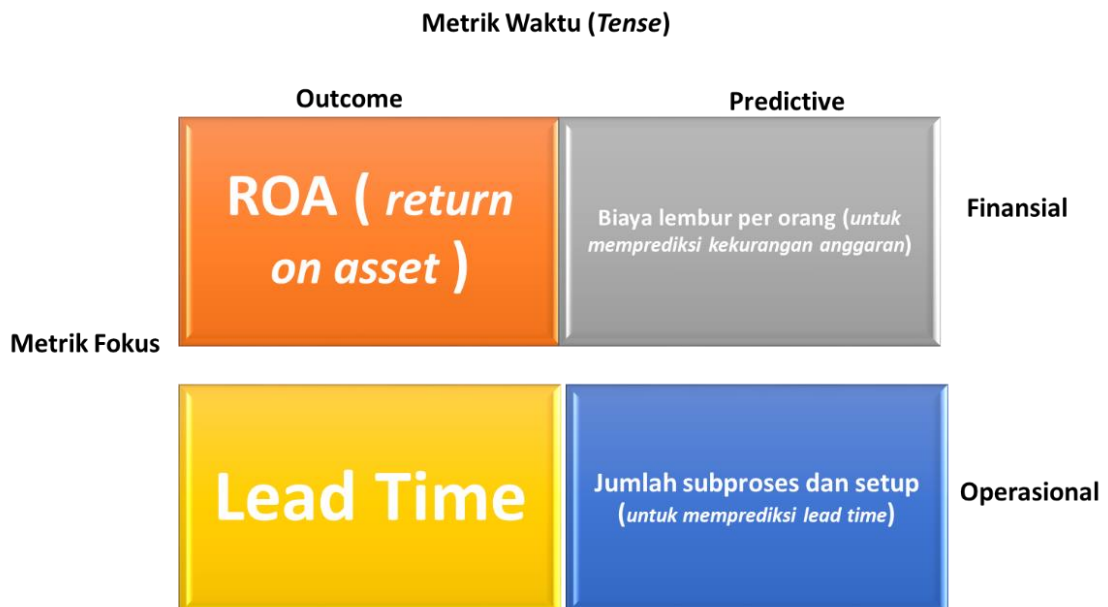 Metrik Waktu (Tense)
Outcome
Predictive
ROA ( return
on asset )
Biaya lembur per orang (untuk
memprediksi kekurangan anggaran)
Finansial
Metrik Fokus
Lead Time
Jumlah subproses dan setup
(untuk memprediksi lead time)
Operasional